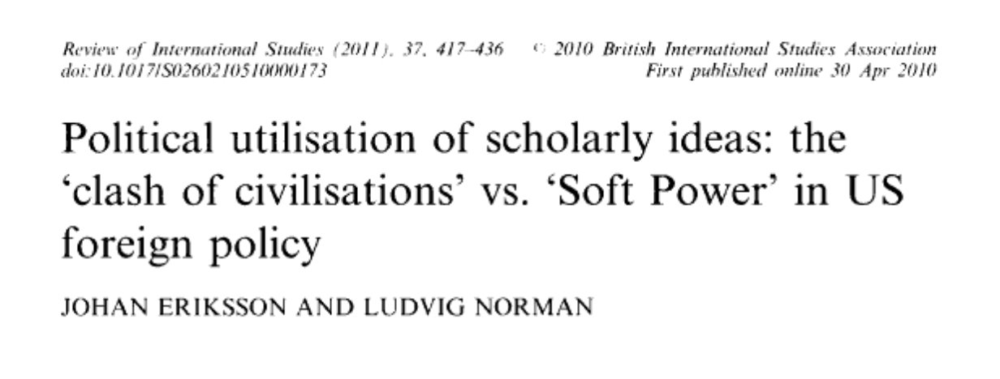 Review of International Studies (2011), 37, 417–436 © 2010 British International Studies Association
doi:10.1017/S0260210510000173 First published online 30 Apr 2010
Political utilisation of scholarly ideas: the
‘clash of civilisations’ vs. ‘Soft Power’ in US
foreign policy
JOHAN ERIKSSON AND LUDVIG NORMAN